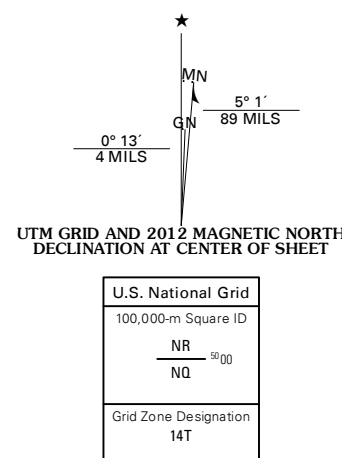 ★
MN
5° 1´
89 MILS
GN
0° 13´
4 MILS
UTM GRID AND 2012 MAGNETIC NORTH
DECLINATION AT CENTER OF SHEET
U.S. National Grid
100,000-m Square ID
NR
5000
NQ
Grid Zone Designation
14T